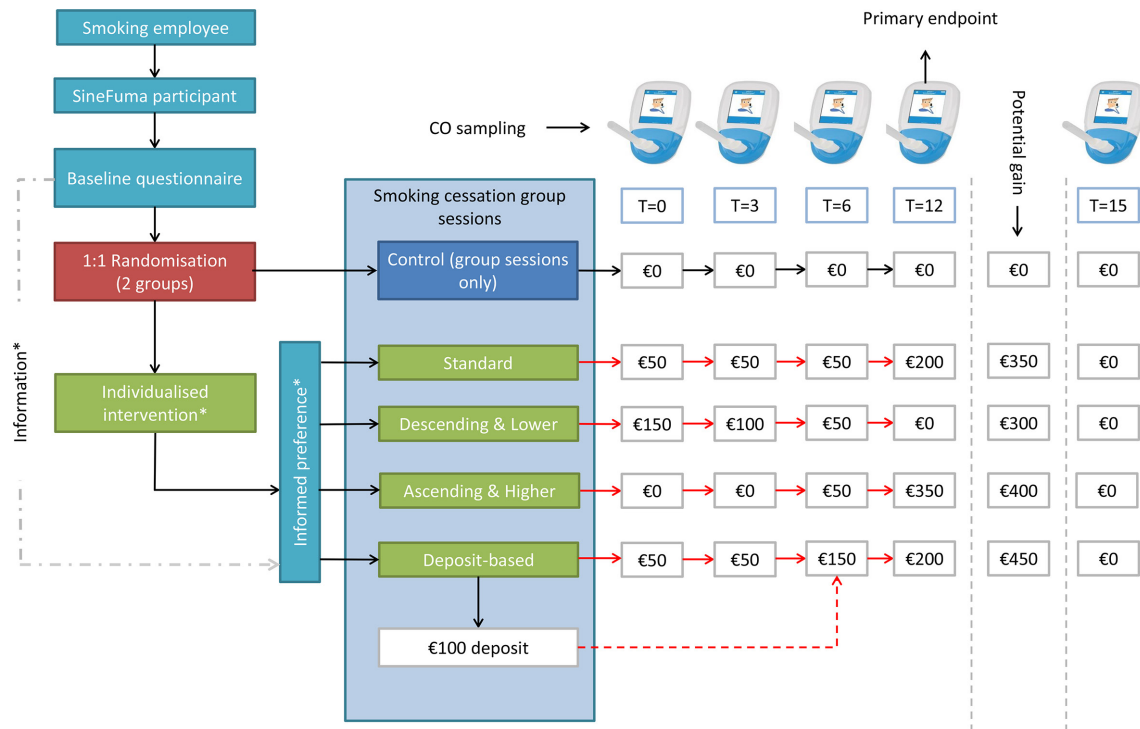 Smoking employee
SineFuma participant
Baseline questionnaire
1:1 Randomisation
(2 groups)
Individualised
intervention*
Information*
Informed preference*
Smoking cessation group
sessions
Control (group sessions
only)
Standard
Descending & Lower
Ascending & Higher
Deposit-based
€100 deposit
Primary endpoint
CO sampling
Potential gain
T=0
T=3
T=6
T=12
T=15
€0
€0
€0
€0
€0
€0
€50
€50
€50
€200
€350
€0
€150
€100
€50
€0
€300
€0
€0
€0
€50
€350
€400
€0
€50
€50
€150
€200
€450
€0